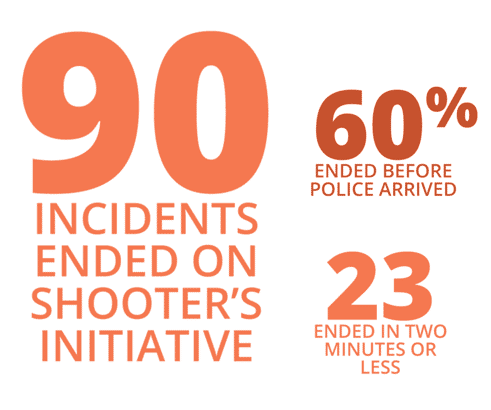 90
INCIDENTS
ENDED ON
SHOOTER'S
INITIATIVE
60%
ENDED BEFORE
POLICE ARRIVED
23
ENDED IN TWO
MINUTES OR
LESS